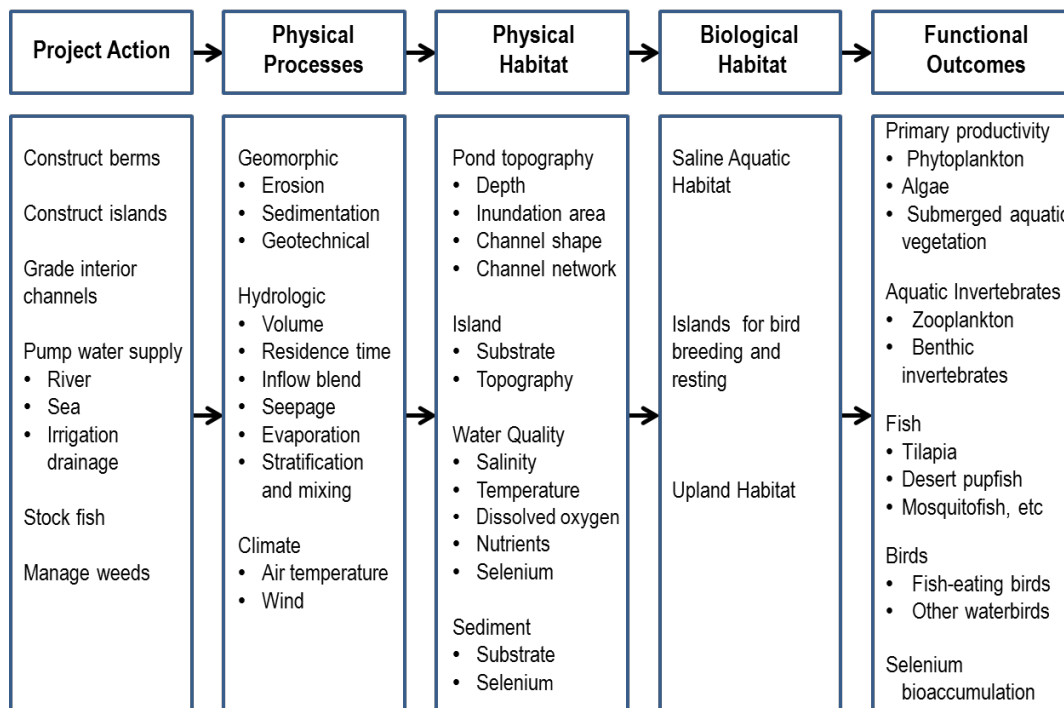 Project Action
Physical
Processes
Physical
Habitat
Biological
Habitat
Functional
Outcomes
Construct berms
Construct islands
Grade interior
channels
Pump water supply
• River
• Sea
• Irrigation
drainage
Stock fish
Manage weeds
Geomorphic
• Erosion
• Sedimentation
• Geotechnical
Hydrologic
• Volume
• Residence time
• Inflow blend
• Seepage
• Evaporation
• Stratification
and mixing
Climate
• Air temperature
• Wind
Pond topography
• Depth
• Inundation area
• Channel shape
• Channel network
Island
• Substrate
• Topography
Water Quality
• Salinity
• Temperature
• Dissolved oxygen
• Nutrients
• Selenium
Sediment
• Substrate
• Selenium
Saline Aquatic
Habitat
Islands for bird
breeding and
resting
Upland Habitat
Primary productivity
• Phytoplankton
• Algae
• Submerged aquatic
vegetation
Aquatic Invertebrates
• Zooplankton
• Benthic
invertebrates
Fish
• Tilapia
• Desert pupfish
• Mosquitofish, etc
Birds
• Fish-eating birds
• Other waterbirds
Selenium
bioaccumulation